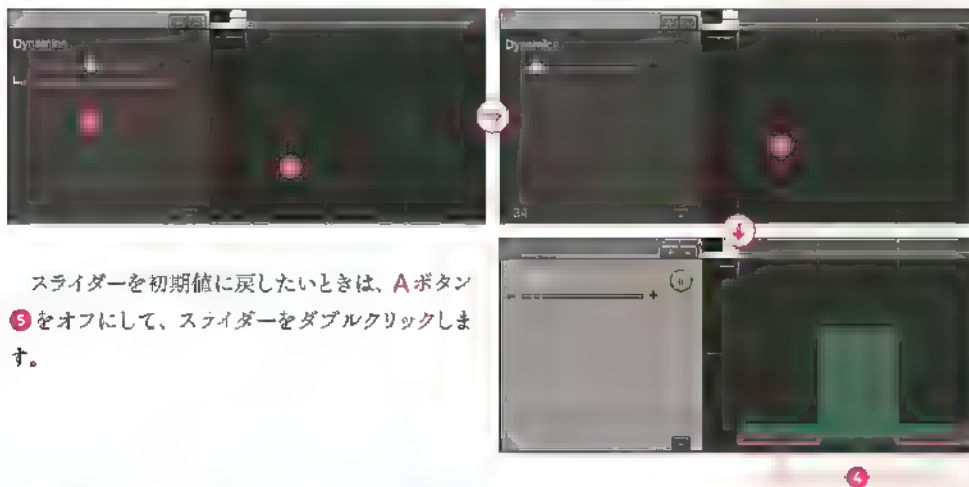 Dynamics
Dynamics
34
スライダーを初期値に戻したいときは、Aボタン
5をオフにして、スライダーをダブルクリックしま
す。
4